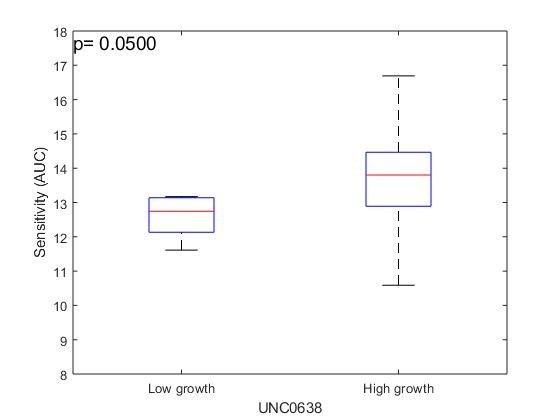 p= 0.0500
18
17
16
15
14
13
12
11
10
9
8
Sensitivity (AUC)
Low growth
High growth
UNC0638